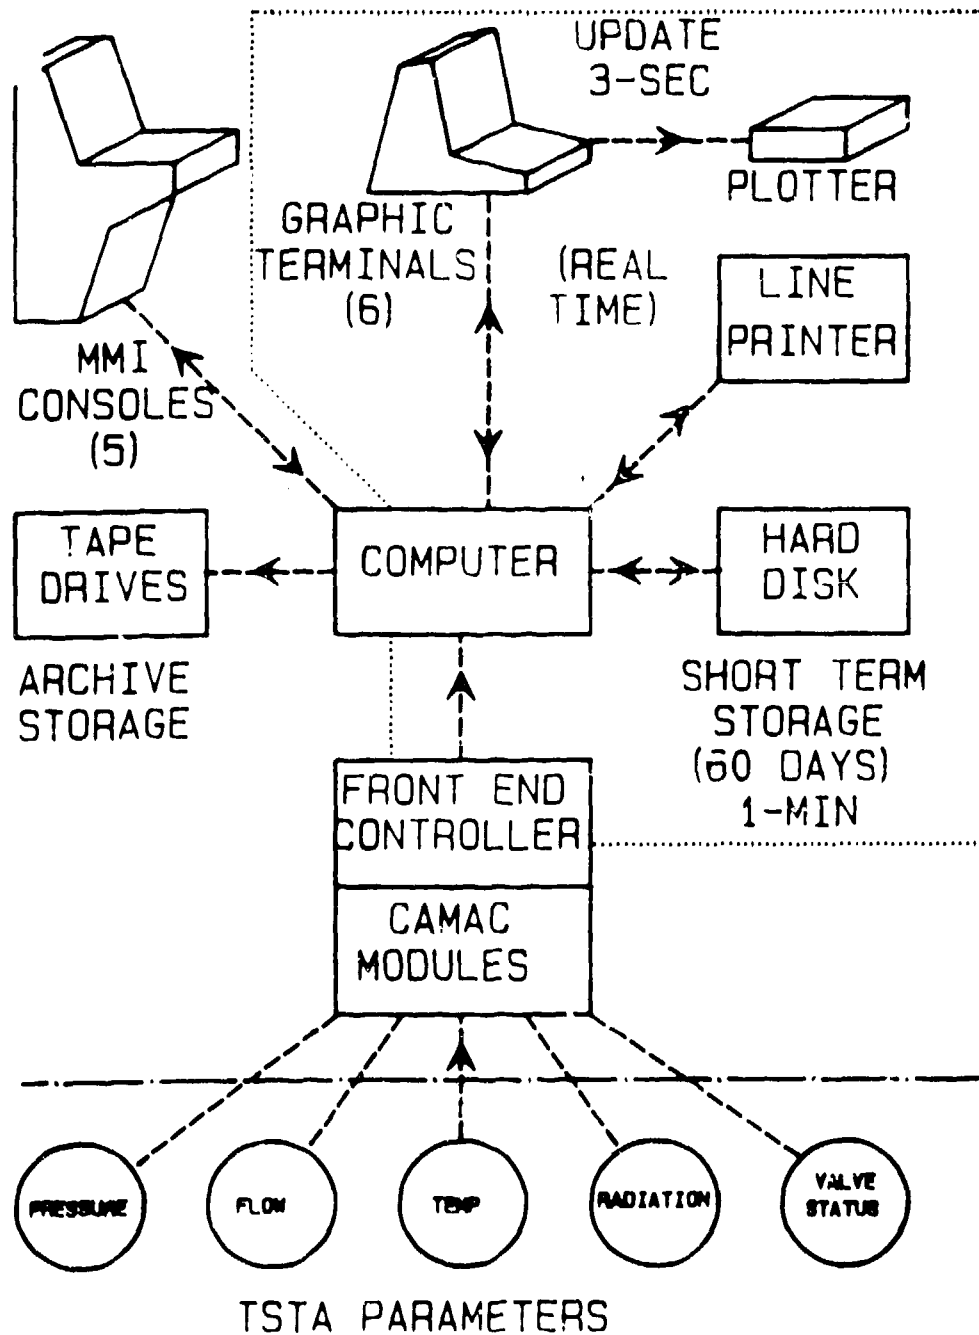 UPDATE
3-SEC
PLOTTER
GRAPHIC
TERMINALS
(6)
(REAL
TIME)
LINE
PRINTER
MMI
CONSOLES
(5)
TAPE
DRIVES
COMPUTER
HARD
DISK
ARCHIVE
STORAGE
SHORT TERM
STORAGE
(60 DAYS)
1-MIN
FRONT END
CONTROLLER
CAMAC
MODULES
PRESSURE
FLOW
TEMP
RADIATION
VALVE
STATUS
TSTA PARAMETERS